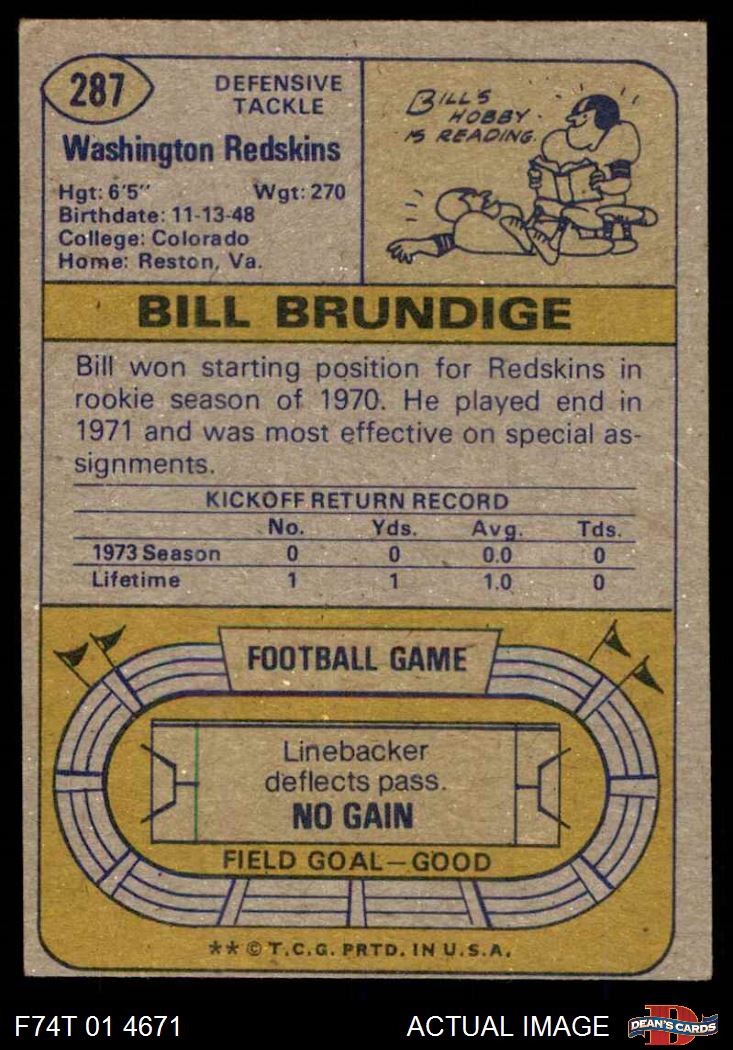 287
DEFENSIVE
TACKLE
Washington Redskins
Hgt: 6'5" Wgt: 270
Birthdate: 11-13-48
College: Colorado
Home: Reston, Va.
BILL'S
HOBBY
IS READING.
BILL BRUNDIGE
Bill won starting position for Redskins in
rookie season of 1970. He played end in
1971 and was most effective on special as-
signments.
KICKOFF RETURN RECORD
No. Yds. Avg. Tds.
1973 Season 0 0 0.0 0
Lifetime 1 1 1.0 0
FOOTBALL GAME
Linebacker
deflects pass.
NO GAIN
FIELD GOAL—GOOD
** © T.C.G. PRTD. IN U.S.A.
F74T 01 4671 ACTUAL IMAGE
D
DEAN'S CARDS